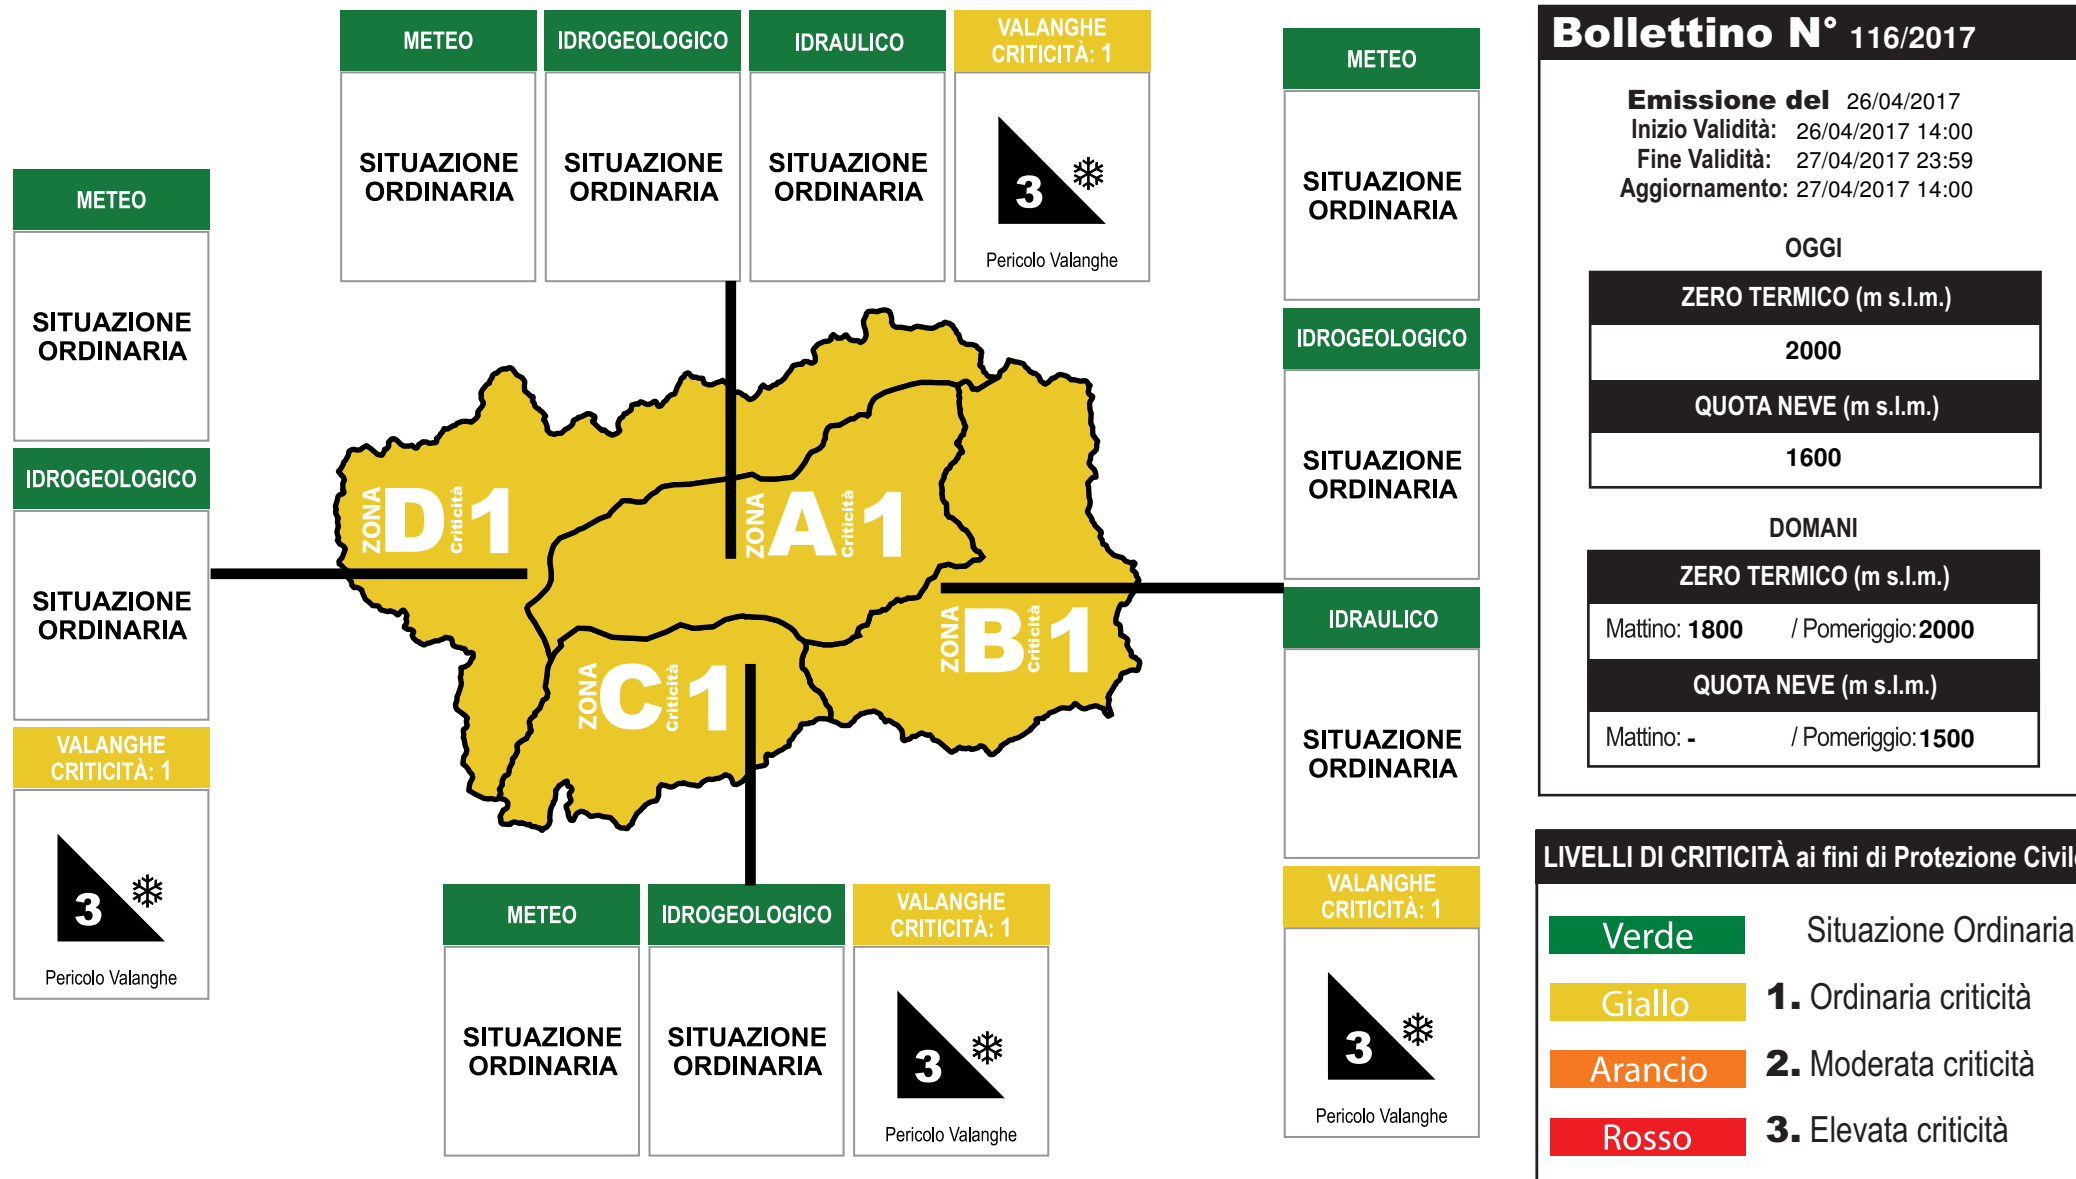 METEO
SITUAZIONE
ORDINARIA
IDROGEOLOGICO
SITUAZIONE
ORDINARIA
IDRAULICO
SITUAZIONE
ORDINARIA
VALANGHE
CRITICITÀ: 1
3
Pericolo Valanghe
METEO
SITUAZIONE
ORDINARIA
IDROGEOLOGICO
SITUAZIONE
ORDINARIA
VALANGHE
CRITICITÀ: 1
3
Pericolo Valanghe
ZONA D Criticità 1
ZONA A Criticità 1
ZONA B Criticità 1
ZONA C Criticità 1
METEO
SITUAZIONE
ORDINARIA
IDROGEOLOGICO
SITUAZIONE
ORDINARIA
VALANGHE
CRITICITÀ: 1
3
Pericolo Valanghe
METEO
SITUAZIONE
ORDINARIA
IDROGEOLOGICO
SITUAZIONE
ORDINARIA
IDRAULICO
SITUAZIONE
ORDINARIA
VALANGHE
CRITICITÀ: 1
3
Pericolo Valanghe
Bollettino N° 116/2017
Emissione del 26/04/2017
Inizio Validità: 26/04/2017 14:00
Fine Validità: 27/04/2017 23:59
Aggiornamento: 27/04/2017 14:00
OGGI
ZERO TERMICO (m s.l.m.)
2000
QUOTA NEVE (m s.l.m.)
1600
DOMANI
ZERO TERMICO (m s.l.m.)
Mattino: 1800 / Pomeriggio: 2000
QUOTA NEVE (m s.l.m.)
Mattino: - / Pomeriggio: 1500
LIVELLI DI CRITICITÀ ai fini di Protezione Civile
Verde Situazione Ordinaria
Giallo 1. Ordinaria criticità
Arancio 2. Moderata criticità
Rosso 3. Elevata criticità